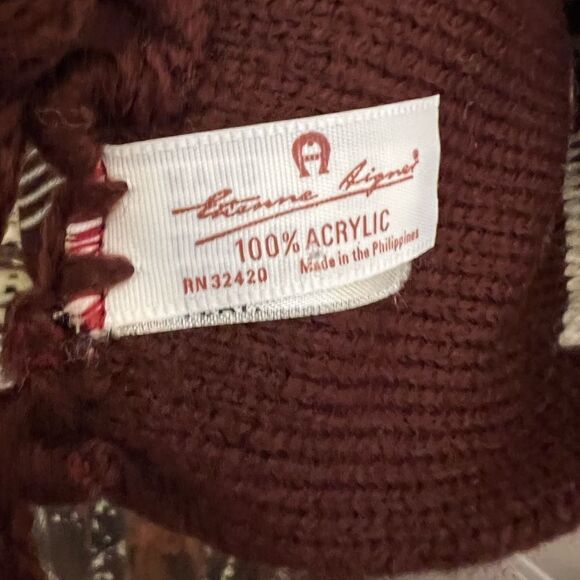 Etienne Aigner®
100% ACRYLIC
RN 32420 Made in the Philippines